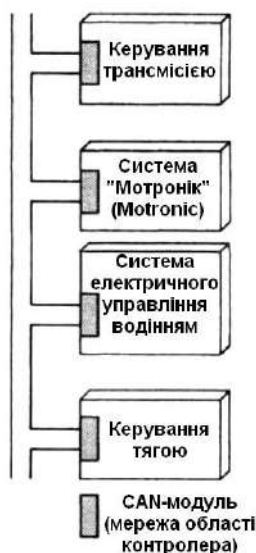 Керування
трансмісією
Система
"Мотронік"
(Motronic)
Система
електричного
управління
водінням
Керування
тягою
CAN-модуль
(мережа області
контролера)